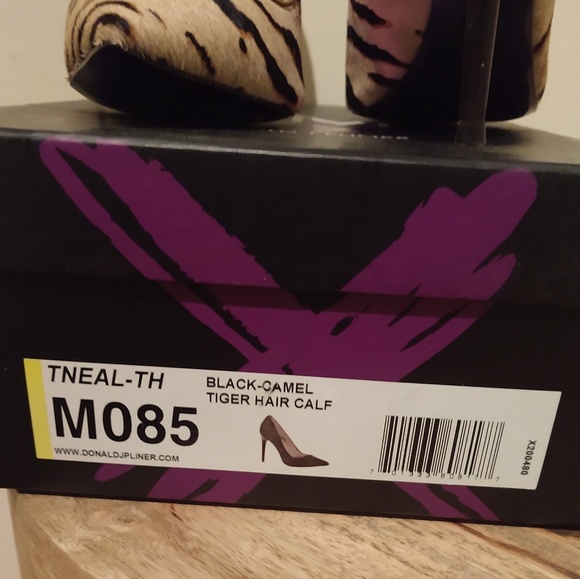 TNEAL-TH
BLACK-CAMEL
TIGER HAIR CALF
M085
WWW.DONALDJPLINER.COM
X200480